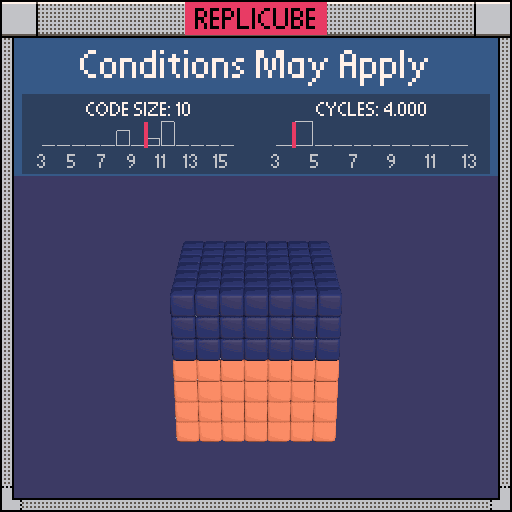 REPLICUBE
Conditions May Apply
CODE SIZE: 10 CYCLES: 4.000
3 5 7 9 11 13 15 3 5 7 9 11 13